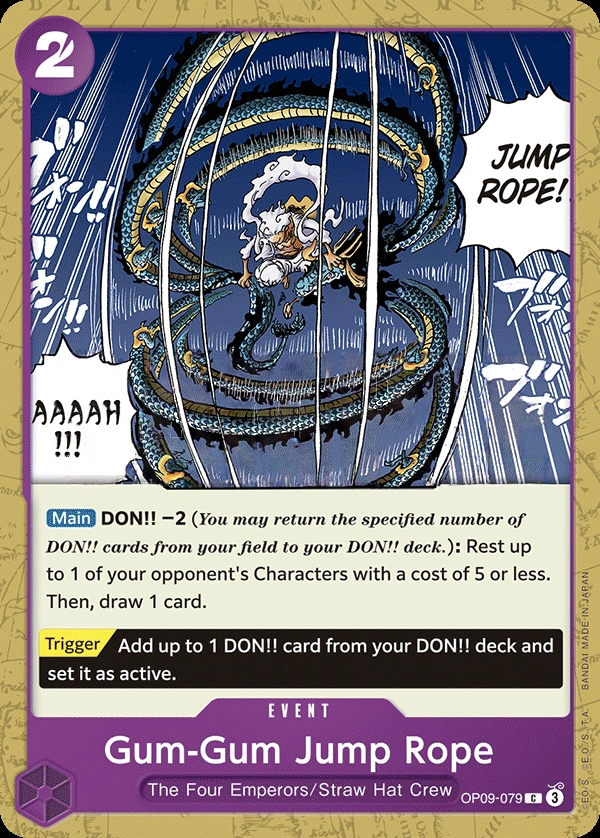 2
JUMP
ROPE!
ブオン!!
AAAAH
!!!
Main DON!! −2 (You may return the specified number of
DON!! cards from your field to your DON!! deck.): Rest up
to 1 of your opponent's Characters with a cost of 5 or less.
Then, draw 1 card.
Trigger Add up to 1 DON!! card from your DON!! deck and
set it as active.
EVENT
Gum-Gum Jump Rope
The Four Emperors/Straw Hat Crew
OP09-079 C 3
©E.O.S. ©E.O.S.,T.A. BANDAI MADE IN JAPAN